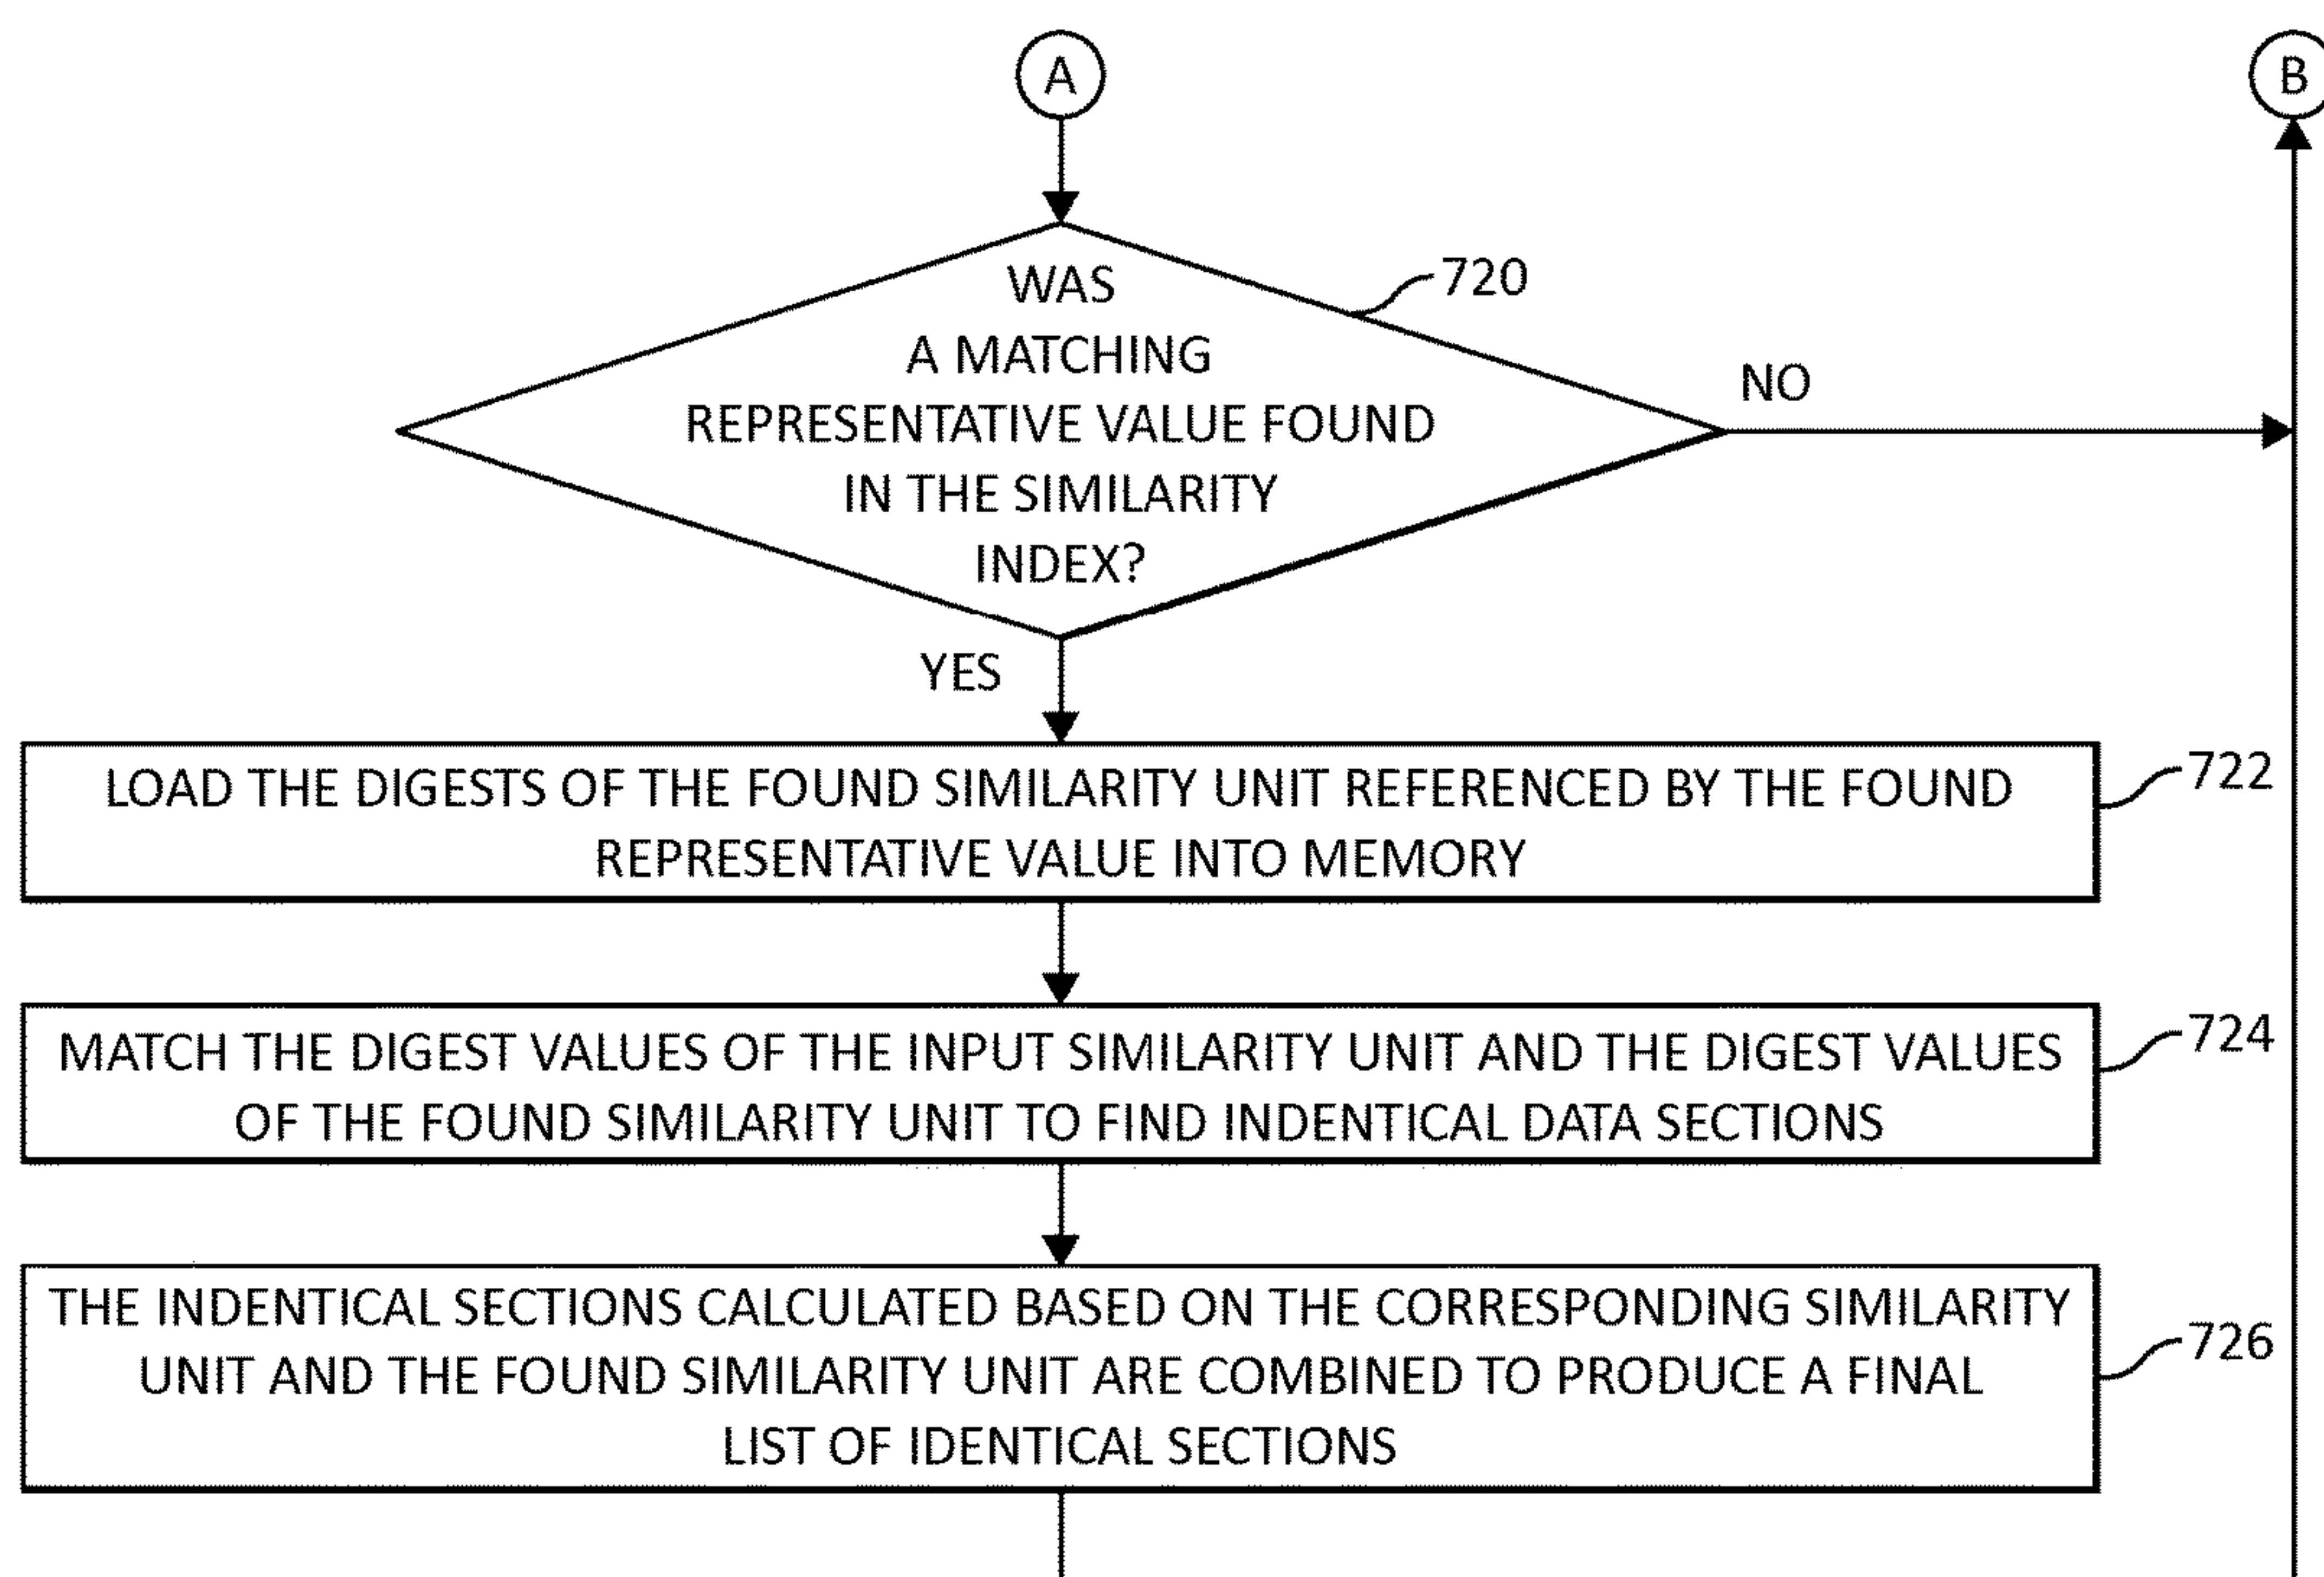 A
B
WAS
A MATCHING
REPRESENTATIVE VALUE FOUND
IN THE SIMILARITY
INDEX?
720
NO
YES
LOAD THE DIGESTS OF THE FOUND SIMILARITY UNIT REFERENCED BY THE FOUND
REPRESENTATIVE VALUE INTO MEMORY
722
MATCH THE DIGEST VALUES OF THE INPUT SIMILARITY UNIT AND THE DIGEST VALUES
OF THE FOUND SIMILARITY UNIT TO FIND INDENTICAL DATA SECTIONS
724
THE INDENTICAL SECTIONS CALCULATED BASED ON THE CORRESPONDING SIMILARITY
UNIT AND THE FOUND SIMILARITY UNIT ARE COMBINED TO PRODUCE A FINAL
LIST OF IDENTICAL SECTIONS
726